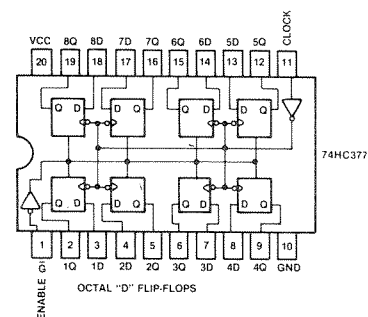 VCC 8Q 8D 7D 7Q 6Q 6D 5D 5Q CLOCK
20 19 18 17 16 15 14 13 12 11
Q D D Q Q D D Q
74HC377
Q D D Q Q D D Q
1 2 3 4 5 6 7 8 9 10
ENABLE G 1Q 1D 2D 2Q 3Q 3D 4D 4Q GND
OCTAL "D" FLIP-FLOPS